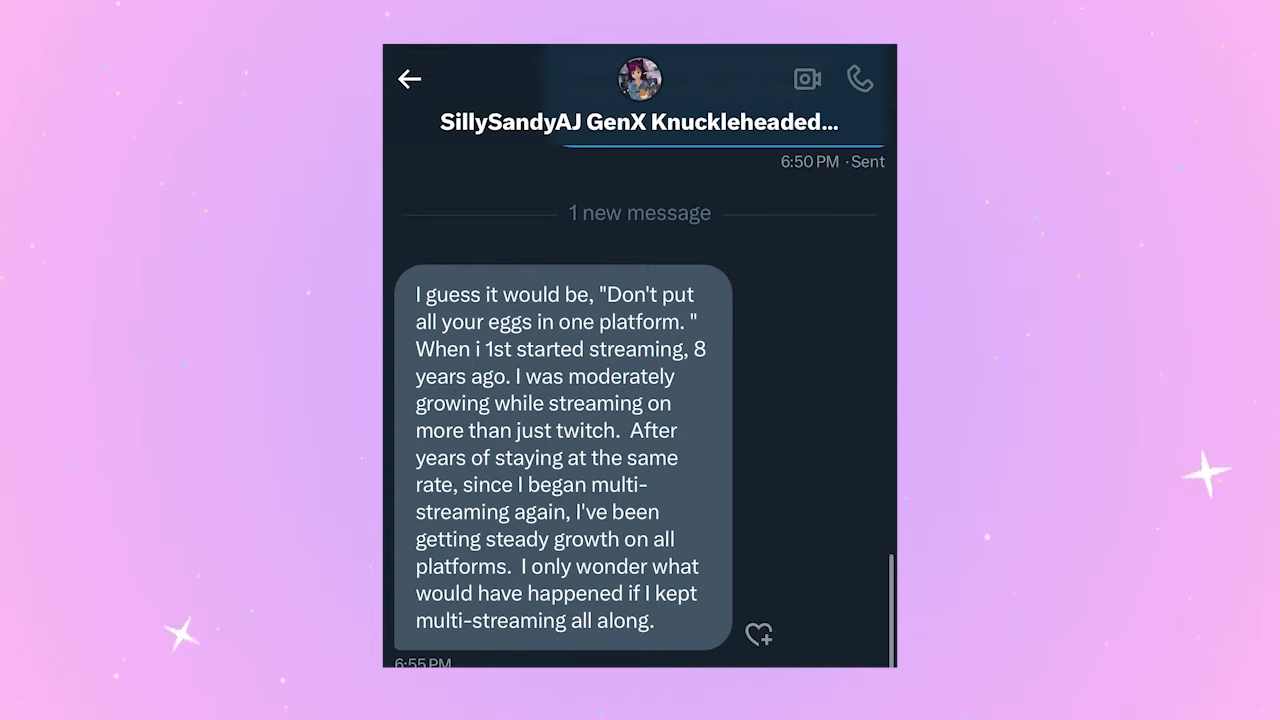 SillySandyAJ GenX Knuckleheaded...
6:50 PM · Sent
1 new message
I guess it would be, "Don't put
all your eggs in one platform. "
When i 1st started streaming, 8
years ago. I was moderately
growing while streaming on
more than just twitch.  After
years of staying at the same
rate, since I began multi-
streaming again, I've been
getting steady growth on all
platforms.  I only wonder what
would have happened if I kept
multi-streaming all along.
6:55 PM